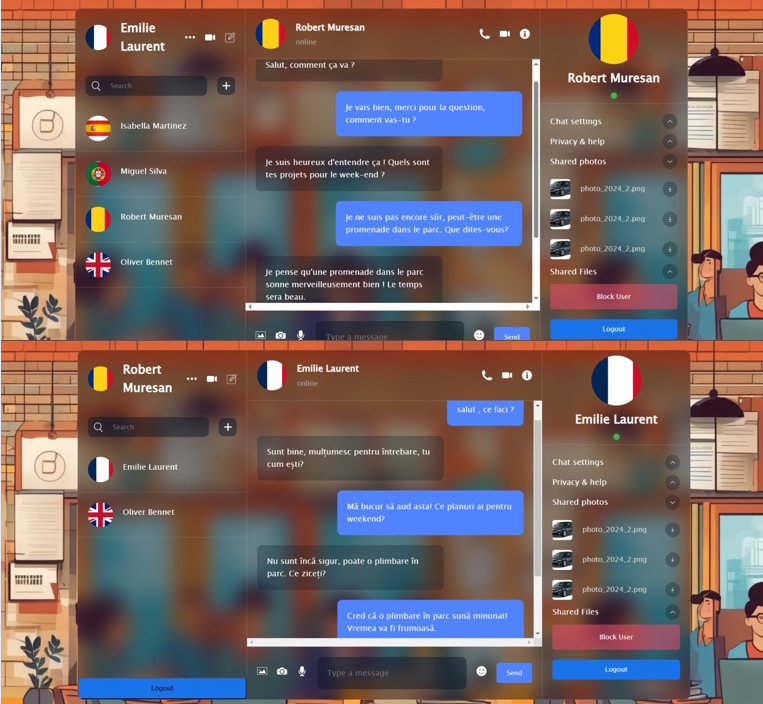 Emilie
Laurent
Search
Isabella Martinez
Miguel Silva
Robert Muresan
Oliver Bennet
Robert Muresan
online
Salut, comment ça va ?
Je vais bien, merci pour la question,
comment vas-tu ?
Je suis heureux d'entendre ça ! Quels sont
tes projets pour le week-end ?
Je ne suis pas encore sûr, peut-être une
promenade dans le parc. Que dites-vous?
Je pense qu'une promenade dans le parc
sonne merveilleusement bien ! Le temps
sera beau.
Type a message
Send
Robert Muresan
Chat settings
Privacy & help
Shared photos
photo_2024_2.png
photo_2024_2.png
photo_2024_2.png
Shared Files
Block User
Logout
Robert
Muresan
Search
Emilie Laurent
Oliver Bennet
Logout
Emilie Laurent
online
salut , ce faci ?
Sunt bine, mulțumesc pentru întrebare, tu
cum ești?
Mă bucur să aud asta! Ce planuri ai pentru
weekend?
Nu sunt încă sigur, poate o plimbare în
parc. Ce ziceți?
Cred că o plimbare în parc sună minunat!
Vremea va fi frumoasă.
Type a message
Send
Emilie Laurent
Chat settings
Privacy & help
Shared photos
photo_2024_2.png
photo_2024_2.png
photo_2024_2.png
Shared Files
Block User
Logout